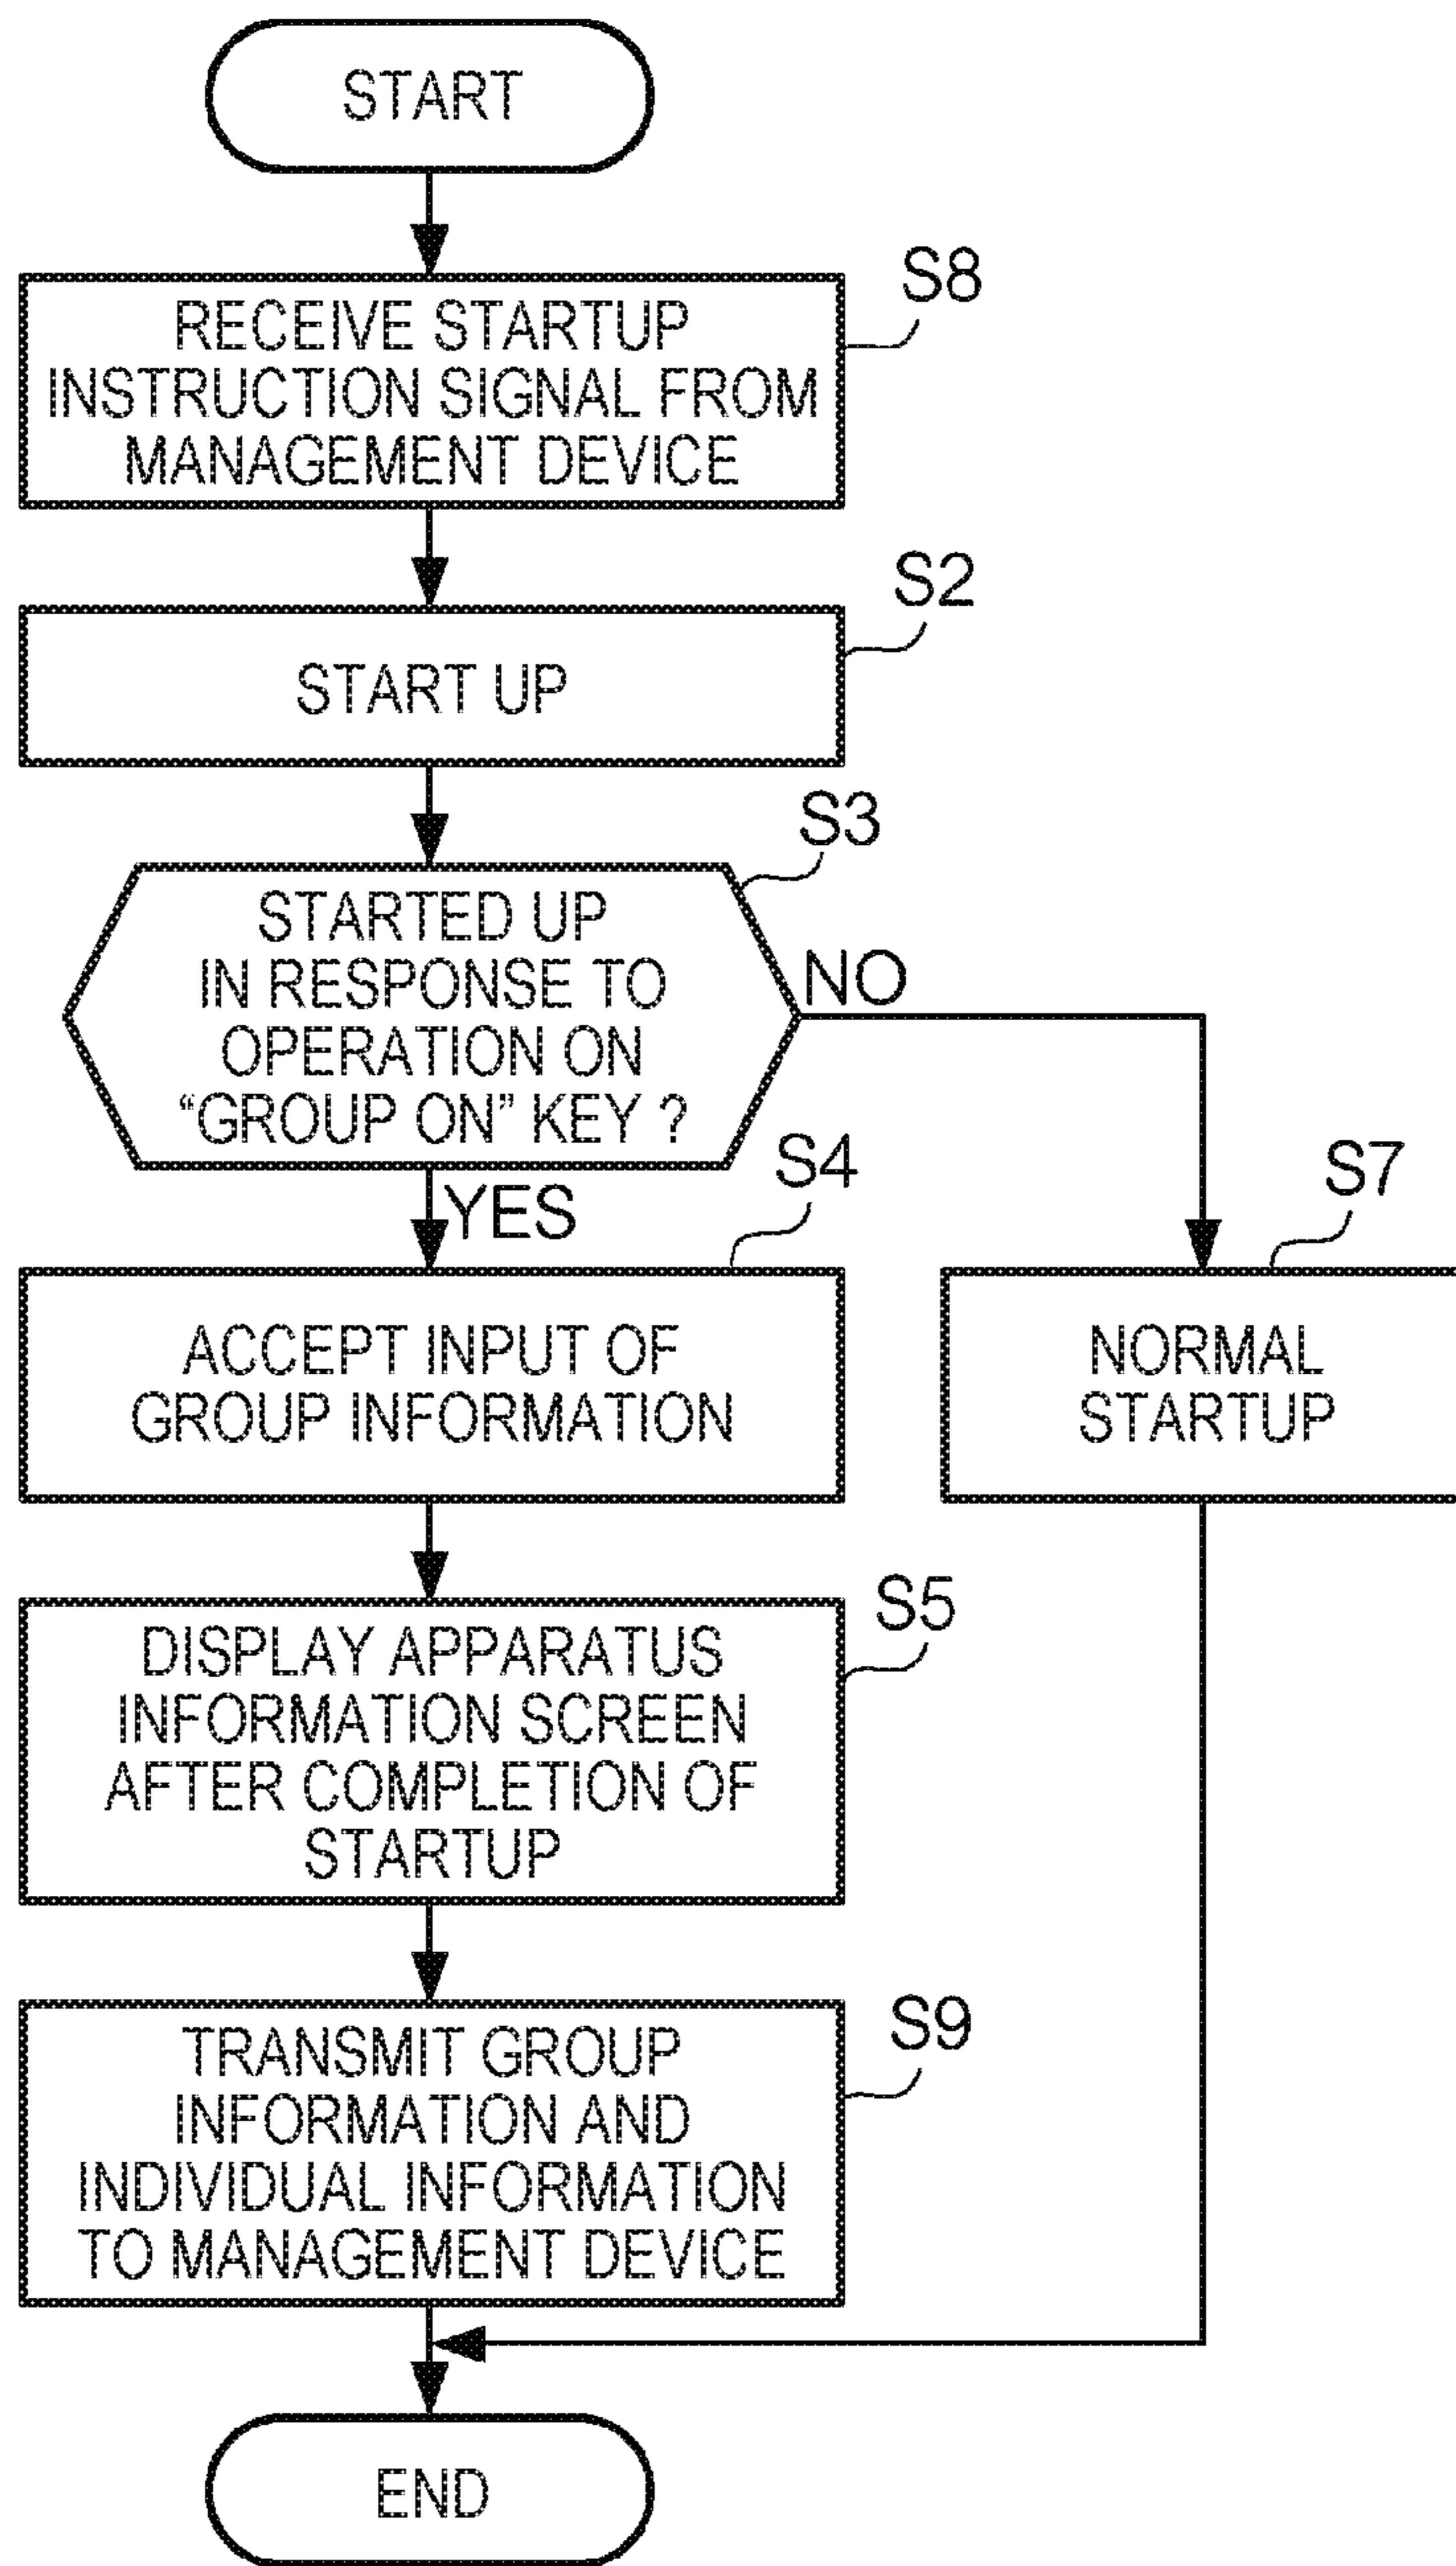 START
S8
RECEIVE STARTUP
INSTRUCTION SIGNAL FROM
MANAGEMENT DEVICE
S2
START UP
S3
STARTED UP
IN RESPONSE TO
OPERATION ON
“GROUP ON” KEY ?
NO
YES
S4
ACCEPT INPUT OF
GROUP INFORMATION
S7
NORMAL
STARTUP
S5
DISPLAY APPARATUS
INFORMATION SCREEN
AFTER COMPLETION OF
STARTUP
S9
TRANSMIT GROUP
INFORMATION AND
INDIVIDUAL INFORMATION
TO MANAGEMENT DEVICE
END